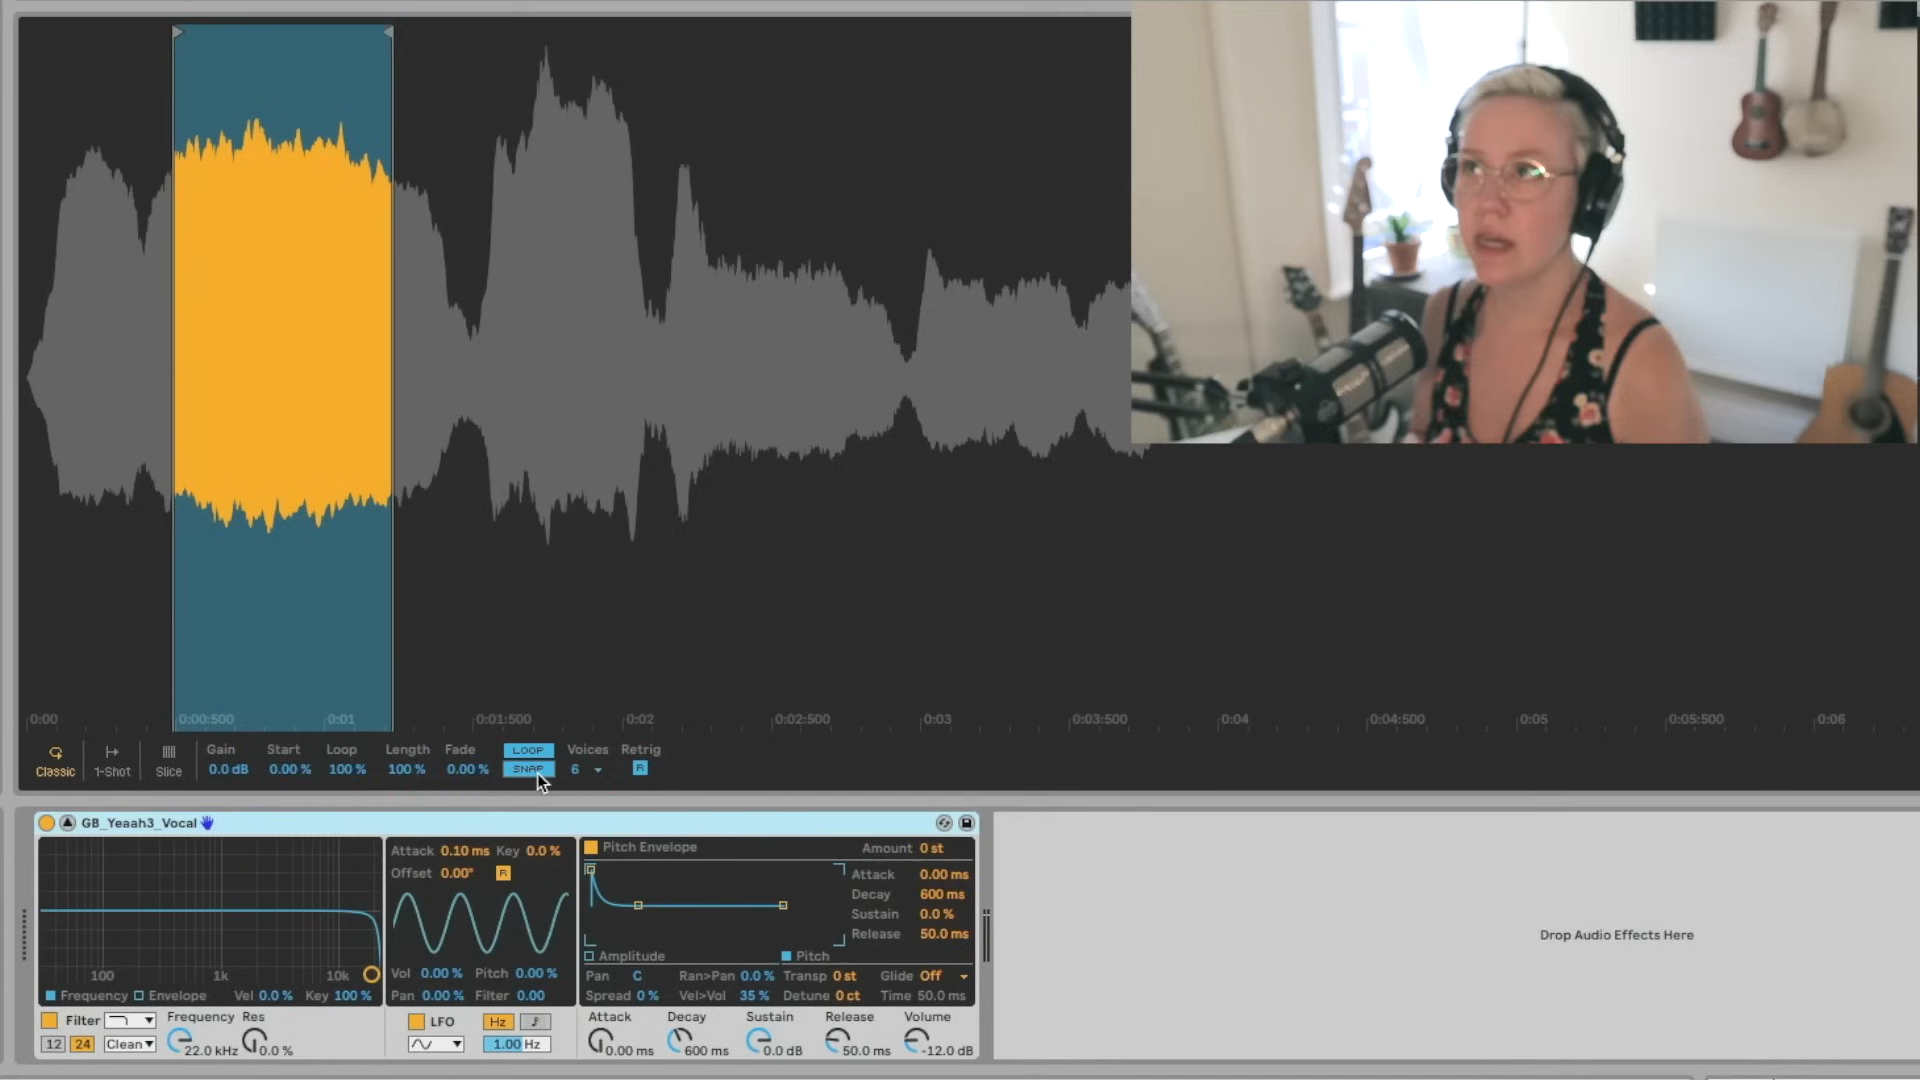 0:00 0:00:500 0:01 0:01:500 0:02 0:02:500 0:03 0:03:500 0:04 0:04:500 0:05 0:05:500 0:06
Gain Start Loop Length Fade LOOP Voices Retrig
Classic 1-Shot Slice 0.0 dB 0.00 % 100 % 100 % 0.00 % SNAP 6 R
GB_Yeaah3_Vocal
Attack 0.10 ms Key 0.0 % Pitch Envelope Amount 0 st
Offset 0.00° R Attack 0.00 ms
Decay 600 ms
Sustain 0.0 %
Release 50.0 ms
Amplitude Pitch
100 1k 10k Vol 0.00 % Pitch 0.00 % Pan C Ran>Pan 0.0 % Transp 0 st Glide Off
Frequency Envelope Vel 0.0 % Key 100 % Pan 0.00 % Filter 0.00 Spread 0 % Vel>Vol 35 % Detune 0 ct Time 50.0 ms
Filter Frequency Res LFO Hz Attack Decay Sustain Release Volume
12 24 Clean 22.0 kHz 0.0 % 1.00 Hz 0.00 ms 600 ms 0.0 dB 50.0 ms -12.0 dB
Drop Audio Effects Here